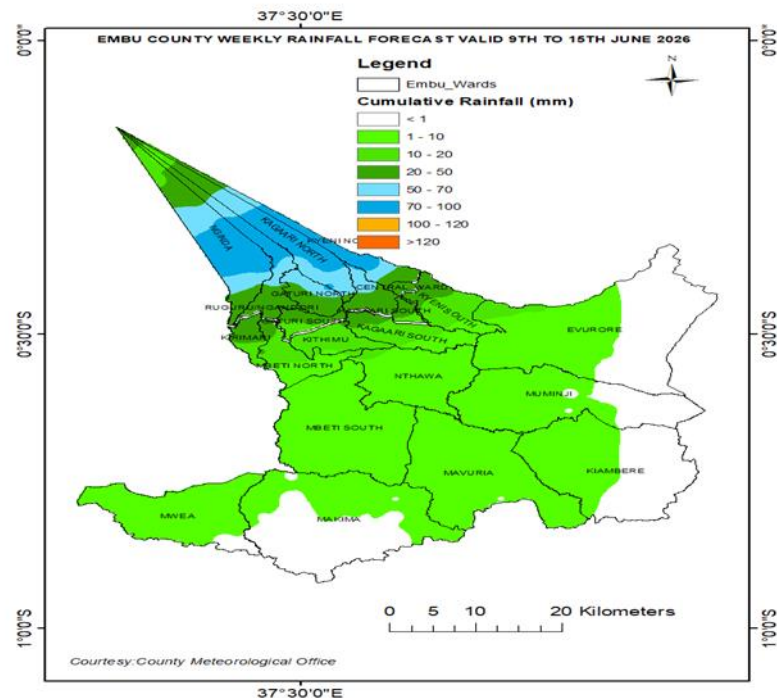 37°30'0"E
EMBU COUNTY WEEKLY RAINFALL FORECAST VALID 9TH TO 15TH JUNE 2026
0°0'0"
0°0'0"
Legend
N
Embu_Wards
Cumulative Rainfall (mm)
< 1
1 - 10
10 - 20
20 - 50
50 - 70
70 - 100
100 - 120
>120
NGINDA
KAGAARI NORTH
CENTRAL WARD
GATURI NORTH
KYENI SOUTH
0°30'0"S
0°30'0"S
KAGAARI SOUTH
EVURORE
KIRIMARI
KITHIMU
MBETI NORTH
NTHAWA
MUMINJI
MBETI SOUTH
MAVURIA
KIAMBERE
MWEA
MAKIMA
0 5 10 20 Kilometers
1°0'0"S
1°0'0"S
Courtesy:County Meteorological Office
37°30'0"E